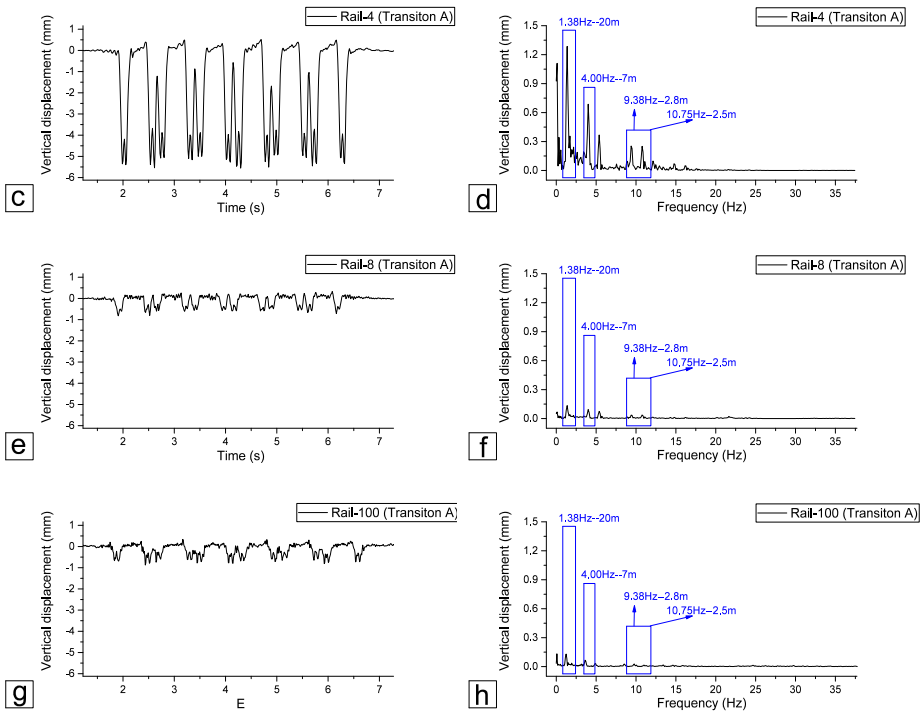 Rail-4 (Transiton A)
Vertical displacement (mm)
1
0
-1
-2
-3
-4
-5
-6
2 3 4 5 6 7
Time (s)
c
Rail-4 (Transiton A)
Vertical displacement (mm)
1.5
1.2
0.9
0.6
0.3
0.0
1.38Hz--20m
4.00Hz--7m
9.38Hz--2.8m
10.75Hz--2.5m
0 5 10 15 20 25 30 35
Frequency (Hz)
d
Rail-8 (Transiton A)
Vertical displacement (mm)
1
0
-1
-2
-3
-4
-5
-6
2 3 4 5 6 7
Time (s)
e
Rail-8 (Transiton A)
Vertical displacement (mm)
1.5
1.2
0.9
0.6
0.3
0.0
1.38Hz--20m
4.00Hz--7m
9.38Hz--2.8m
10.75Hz--2.5m
0 5 10 15 20 25 30 35
Frequency (Hz)
f
Rail-100 (Transiton A)
Vertical displacement (mm)
1
0
-1
-2
-3
-4
-5
-6
2 3 4 5 6 7
E
g
Rail-100 (Transiton A)
Vertical displacement (mm)
1.5
1.2
0.9
0.6
0.3
0.0
1.38Hz--20m
4.00Hz--7m
9.38Hz--2.8m
10.75Hz--2.5m
0 5 10 15 20 25 30 35
Frequency (Hz)
h